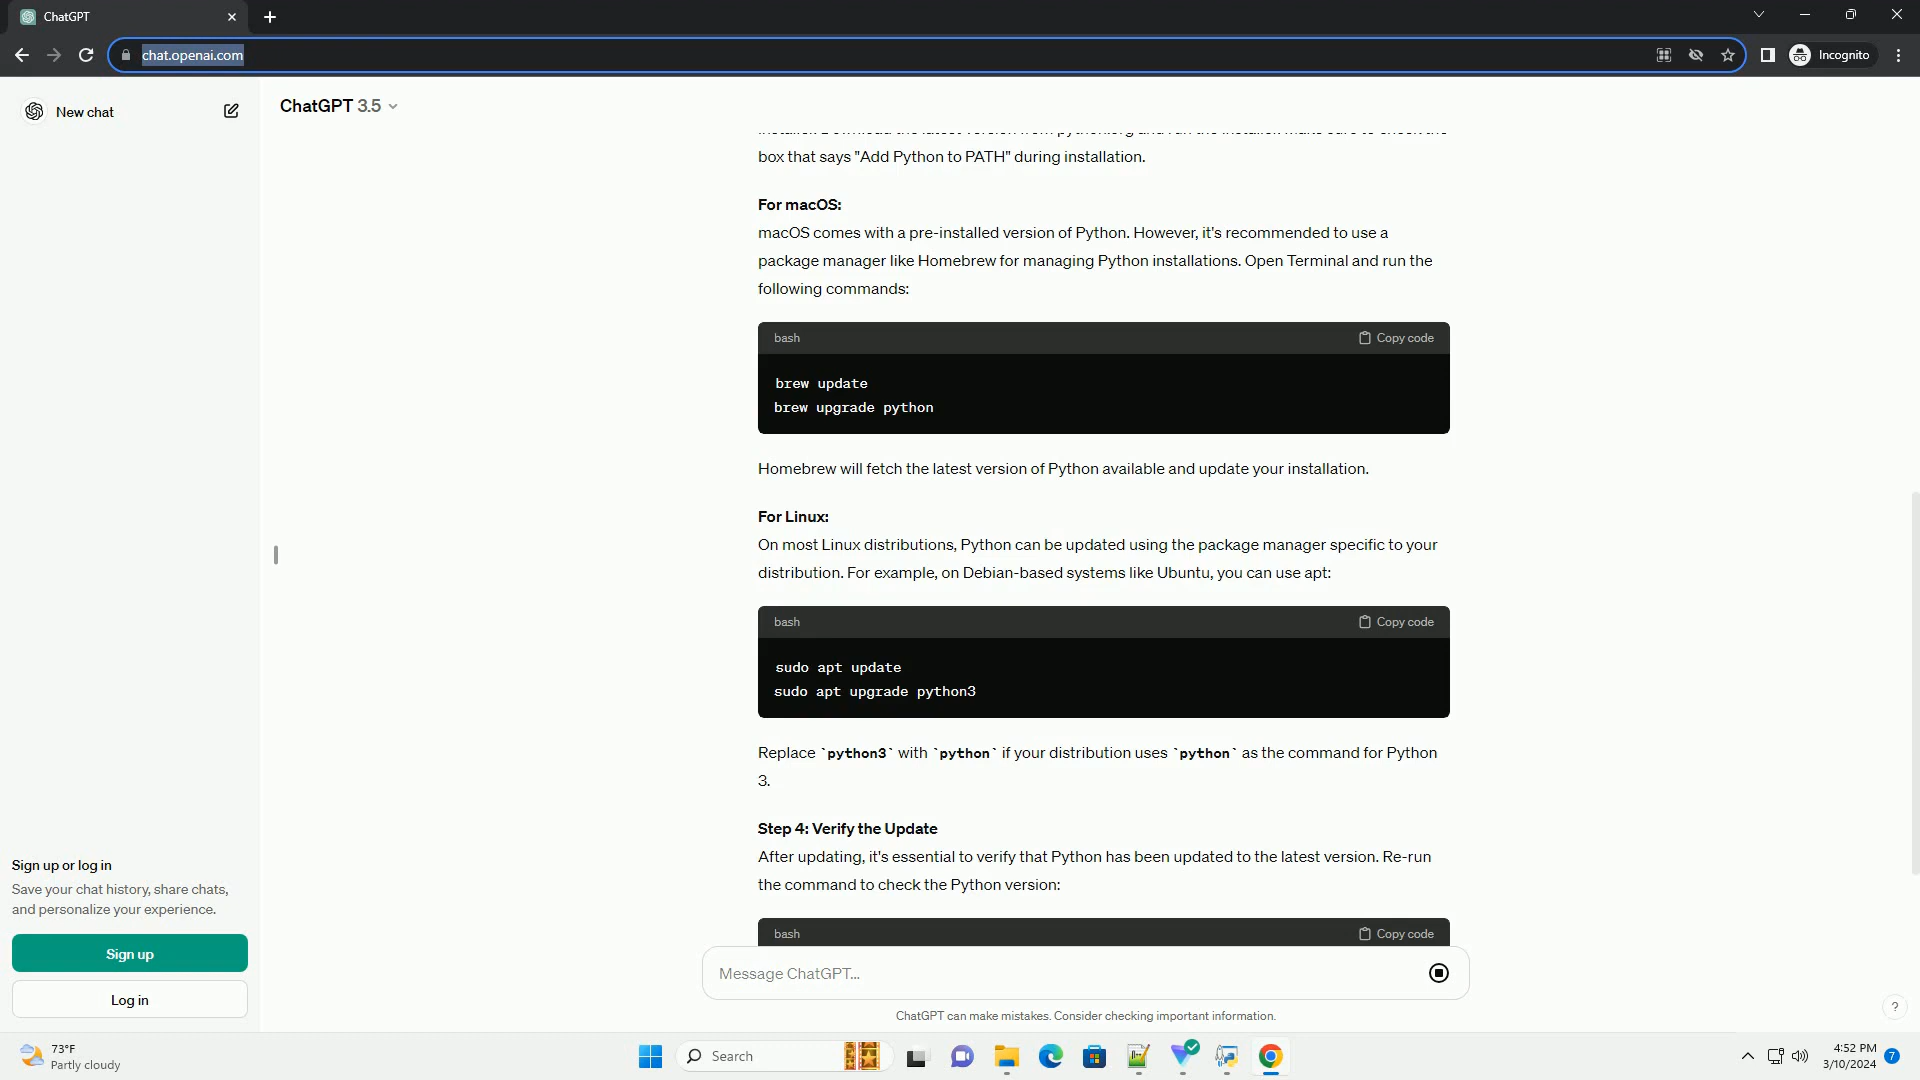 ChatGPT
chat.openai.com
Incognito
New chat
ChatGPT 3.5
box that says "Add Python to PATH" during installation.
For macOS:
macOS comes with a pre-installed version of Python. However, it's recommended to use a
package manager like Homebrew for managing Python installations. Open Terminal and run the
following commands:
bash
Copy code
brew update
brew upgrade python
Homebrew will fetch the latest version of Python available and update your installation.
For Linux:
On most Linux distributions, Python can be updated using the package manager specific to your
distribution. For example, on Debian-based systems like Ubuntu, you can use apt:
bash
Copy code
sudo apt update
sudo apt upgrade python3
Replace `python3` with `python` if your distribution uses `python` as the command for Python
3.
Step 4: Verify the Update
After updating, it's essential to verify that Python has been updated to the latest version. Re-run
the command to check the Python version:
bash
Copy code
Sign up or log in
Save your chat history, share chats,
and personalize your experience.
Sign up
Log in
Message ChatGPT...
ChatGPT can make mistakes. Consider checking important information.
?
73°F
Partly cloudy
Search
4:52 PM
3/10/2024
7